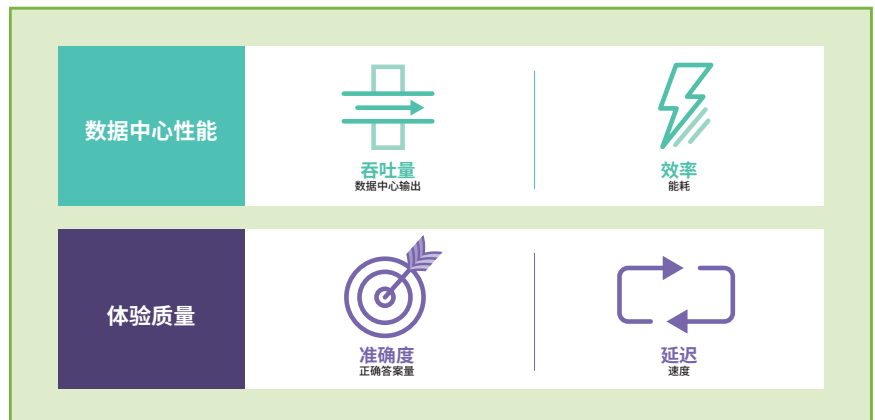 数据中心性能
吞吐量
数据中心输出
效率
能耗
体验质量
准确度
正确答案量
延迟
速度